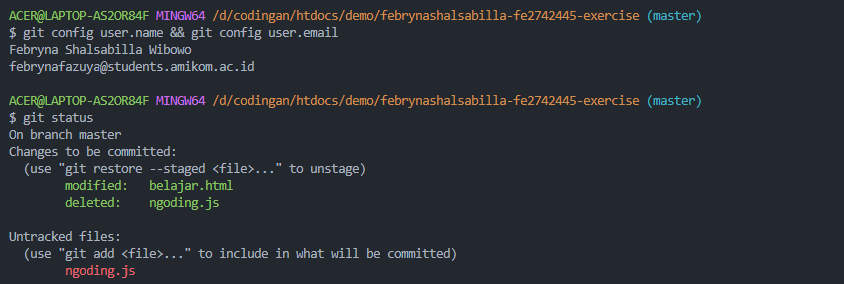 ACER@LAPTOP-AS2OR84F MINGW64 /d/codingan/htdocs/demo/febrynashalsabilla-fe2742445-exercise (master)
$ git config user.name && git config user.email
Febryna Shalsabilla Wibowo
febrynafazuya@students.amikom.ac.id
ACER@LAPTOP-AS2OR84F MINGW64 /d/codingan/htdocs/demo/febrynashalsabilla-fe2742445-exercise (master)
$ git status
On branch master
Changes to be committed:
  (use "git restore --staged <file>..." to unstage)
        modified:   belajar.html
        deleted:    ngoding.js
Untracked files:
  (use "git add <file>..." to include in what will be committed)
        ngoding.js